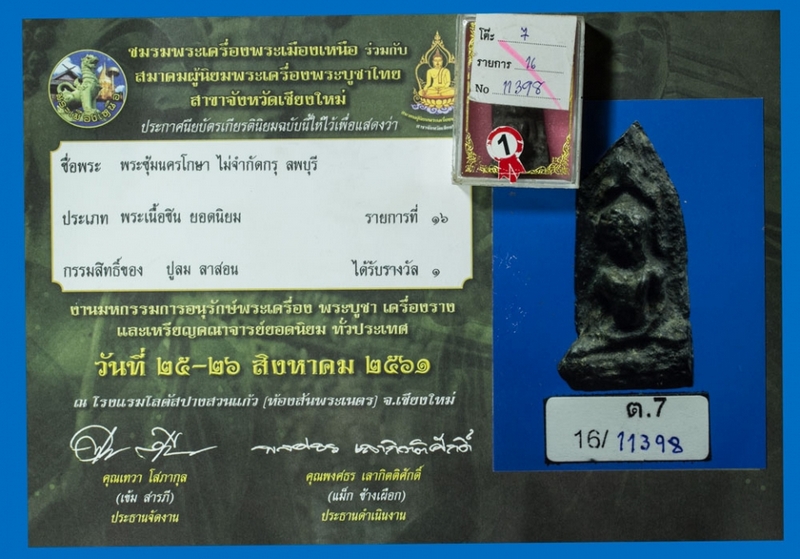 ชมรมพระเครื่องพระเมืองเหนือ ร่วมกับ
สมาคมผู้นิยมพระเครื่องพระบูชาไทย
สาขาจังหวัดเชียงใหม่
ประกาศนียบัตรเกียรตินิยมฉบับนี้ให้ไว้เพื่อแสดงว่า
ชื่อพระ พระซุ้มนครโกษา ไม่จำกัดกรุ ลพบุรี
ประเภท พระเนื้อชิน ยอดนิยม รายการที่ ๑๖
กรรมสิทธิ์ของ ปูลม ลาสอน ได้รับรางวัล ๑
งานมหกรรมการอนุรักษ์พระเครื่อง พระบูชา เครื่องราง
และเหรียญคณาจารย์ยอดนิยม ทั่วประเทศ
วันที่ ๒๕-๒๖ สิงหาคม ๒๕๖๑
ณ โรงแรมโลตัสปางสวนแก้ว (ห้องสันพระเนตร) จ.เชียงใหม่
พงศ์ธร เลากิตติศักดิ์
คุณเทวา โสภากุล
(เข้ม สารภี)
ประธานจัดงาน
คุณพงศ์ธร เลากิตติศักดิ์
(แม็ก ช้างเผือก)
ประธานดำเนินงาน
โต๊ะ 7
รายการ 16
No 11398
1
ต.7
16/11398